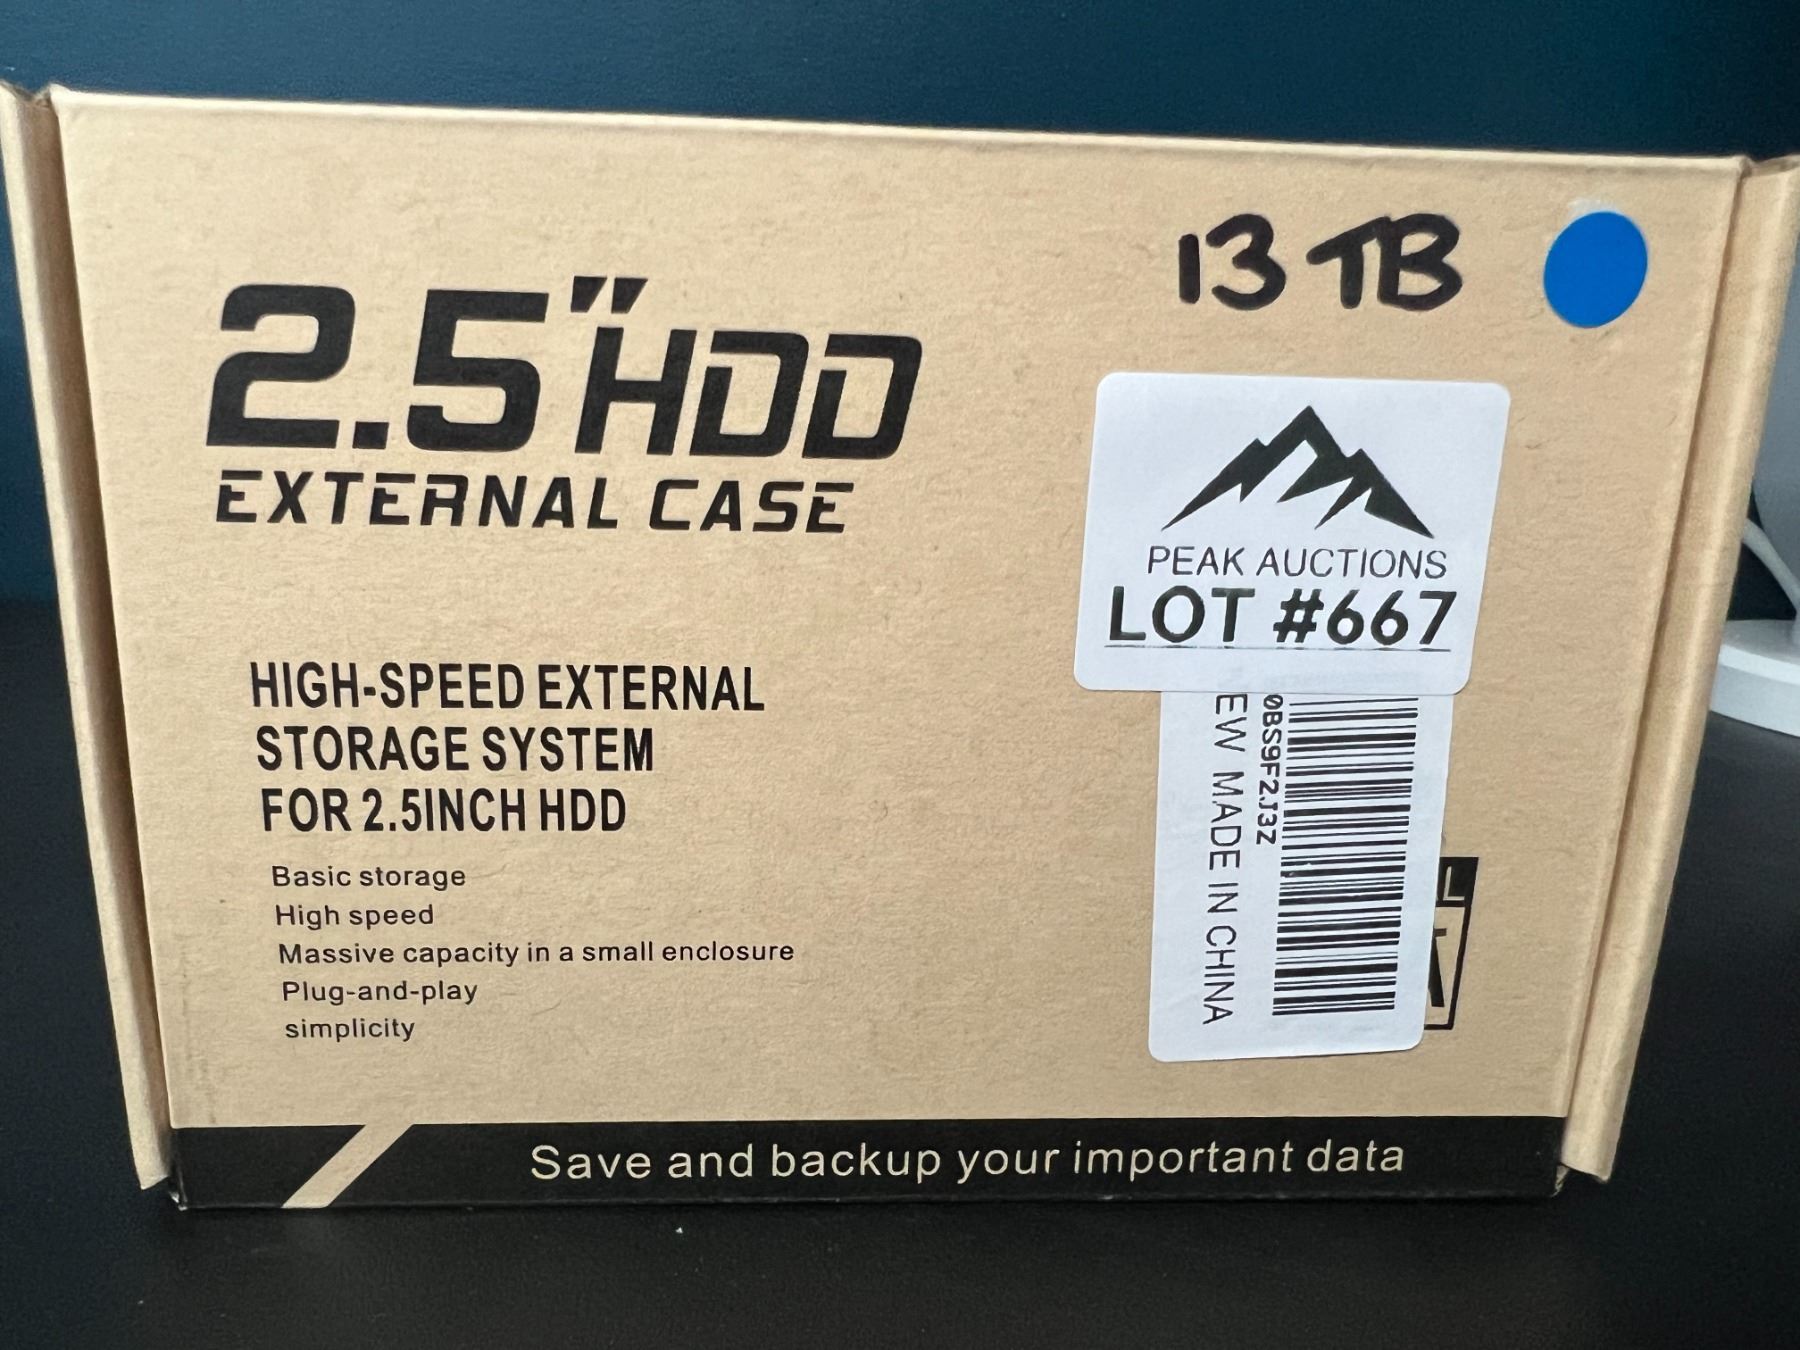 13 TB
2.5"HDD
EXTERNAL CASE
PEAK AUCTIONS
LOT #667
HIGH-SPEED EXTERNAL
STORAGE SYSTEM
FOR 2.5INCH HDD
Basic storage
High speed
Massive capacity in a small enclosure
Plug-and-play
simplicity
0BS9F2J3Z
EW MADE IN CHINA
Save and backup your important data